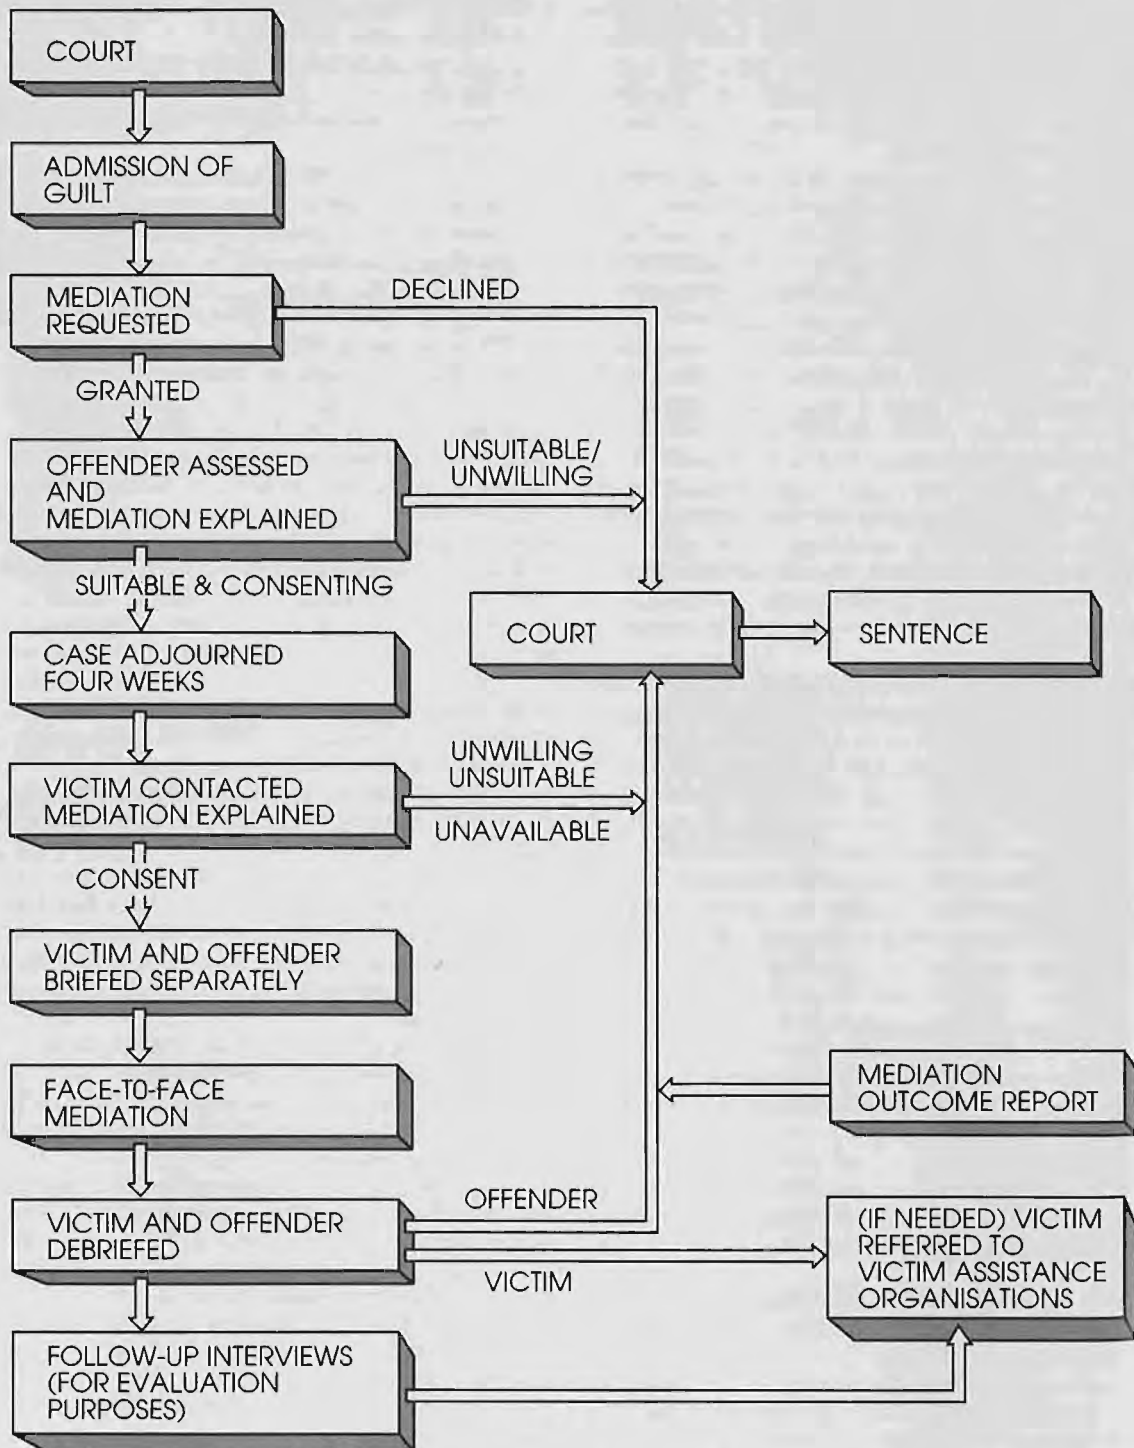 COURT
ADMISSION OF
GUILT
MEDIATION
REQUESTED
DECLINED
GRANTED
OFFENDER ASSESSED
AND
MEDIATION EXPLAINED
UNSUITABLE/
UNWILLING
SUITABLE & CONSENTING
COURT
SENTENCE
CASE ADJOURNED
FOUR WEEKS
VICTIM CONTACTED
MEDIATION EXPLAINED
UNWILLING
UNSUITABLE
UNAVAILABLE
CONSENT
VICTIM AND OFFENDER
BRIEFED SEPARATELY
FACE-TO-FACE
MEDIATION
MEDIATION
OUTCOME REPORT
VICTIM AND OFFENDER
DEBRIEFED
OFFENDER
VICTIM
(IF NEEDED) VICTIM
REFERRED TO
VICTIM ASSISTANCE
ORGANISATIONS
FOLLOW-UP INTERVIEWS
(FOR EVALUATION
PURPOSES)